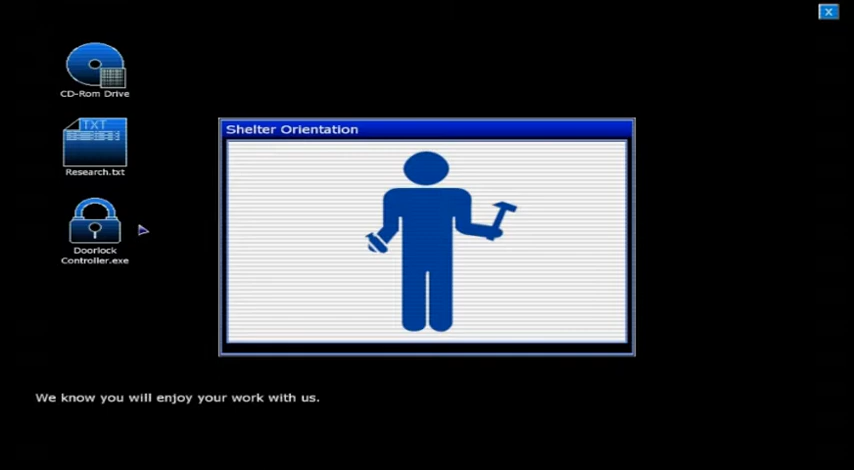 X
CD-Rom Drive
TXT
Research.txt
Doorlock
Controller.exe
Shelter Orientation
We know you will enjoy your work with us.